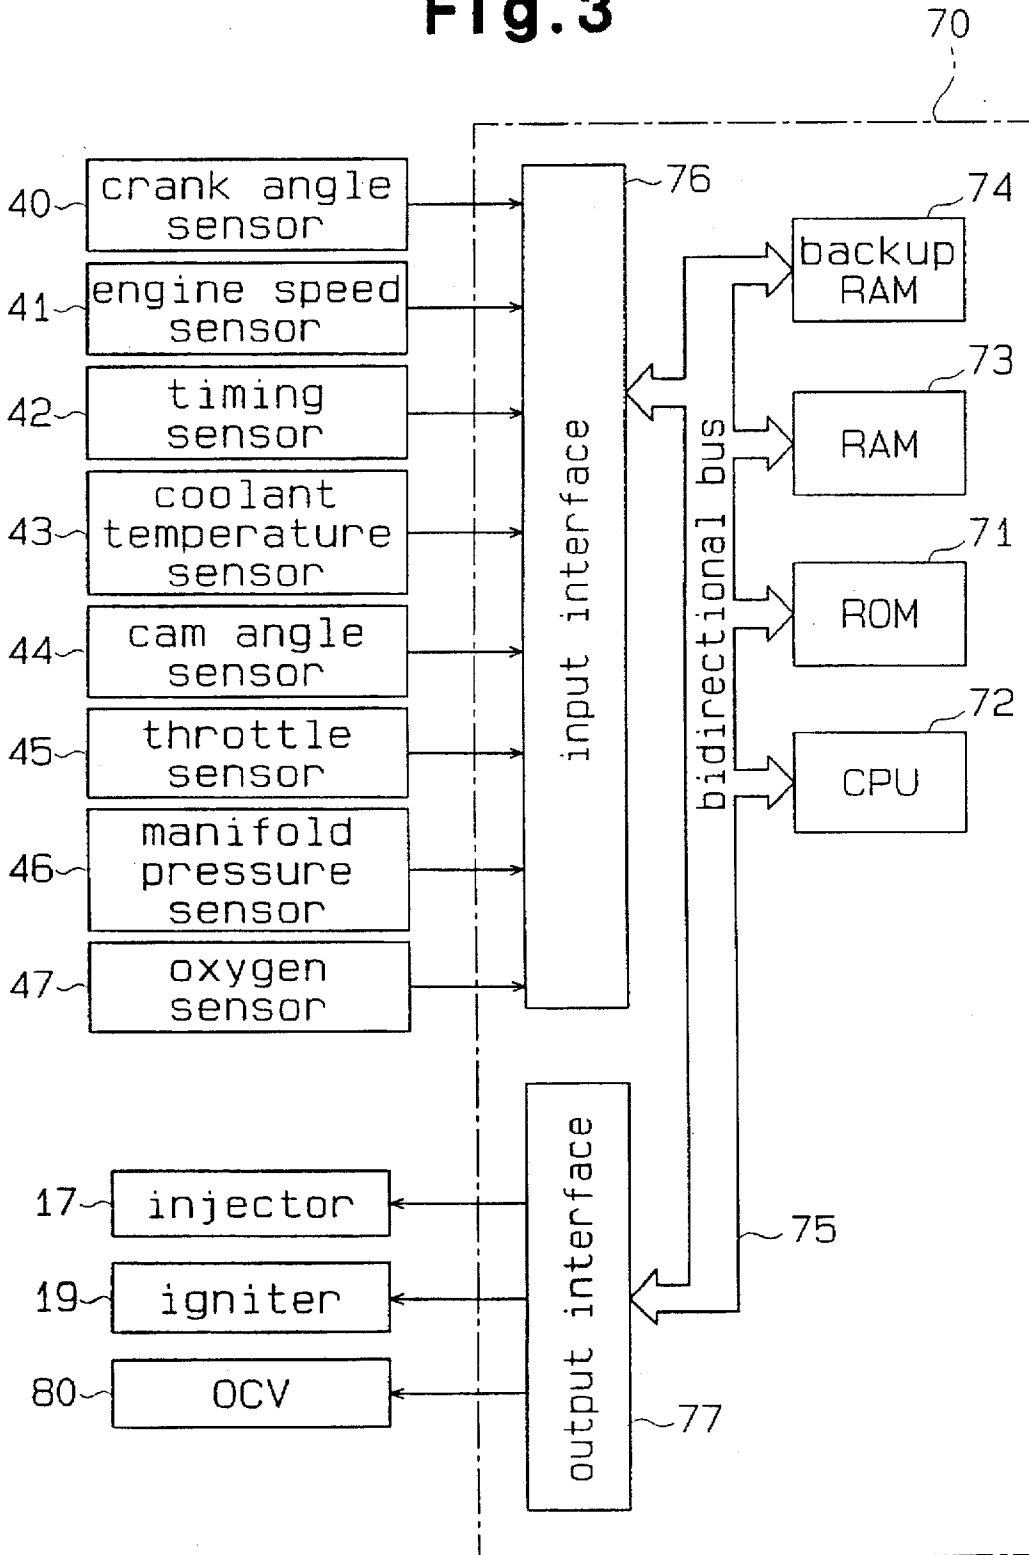 Fig.3
70
40
crank angle
sensor
76
74
backup
RAM
41
engine speed
sensor
42
timing
sensor
73
RAM
43
coolant
temperature
sensor
input interface
bidirectional bus
71
ROM
44
cam angle
sensor
72
CPU
45
throttle
sensor
46
manifold
pressure
sensor
47
oxygen
sensor
17
injector
75
19
igniter
output interface
80
OCV
77